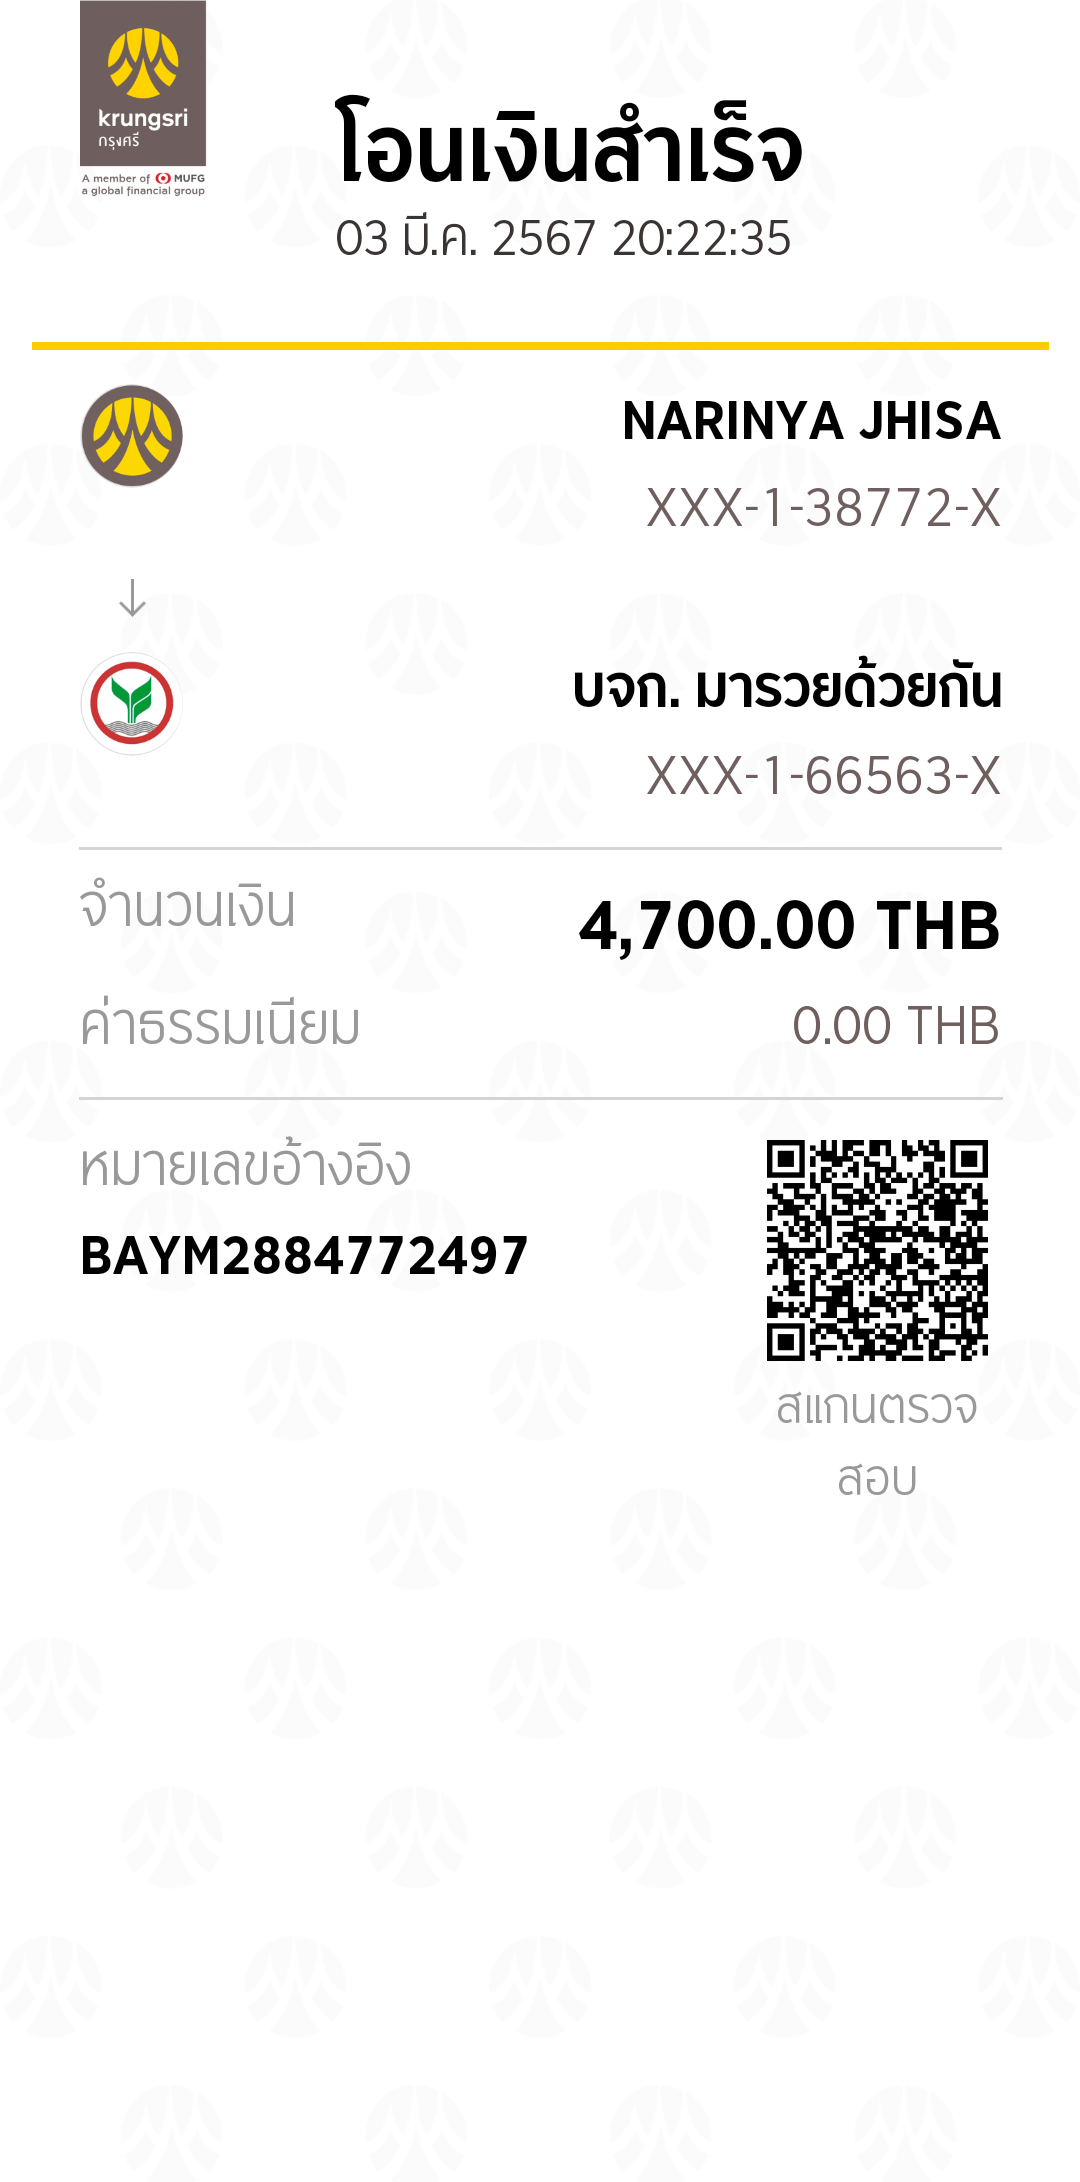 krungsri
กรุงศรี
A member of MUFG
a global financial group
โอนเงินสำเร็จ
03 มี.ค. 2567 20:22:35
NARINYA JHISA
XXX-1-38772-X
บจก. มารวยด้วยกัน
XXX-1-66563-X
จำนวนเงิน 4,700.00 THB
ค่าธรรมเนียม 0.00 THB
หมายเลขอ้างอิง
BAYM2884772497
สแกนตรวจ
สอบ